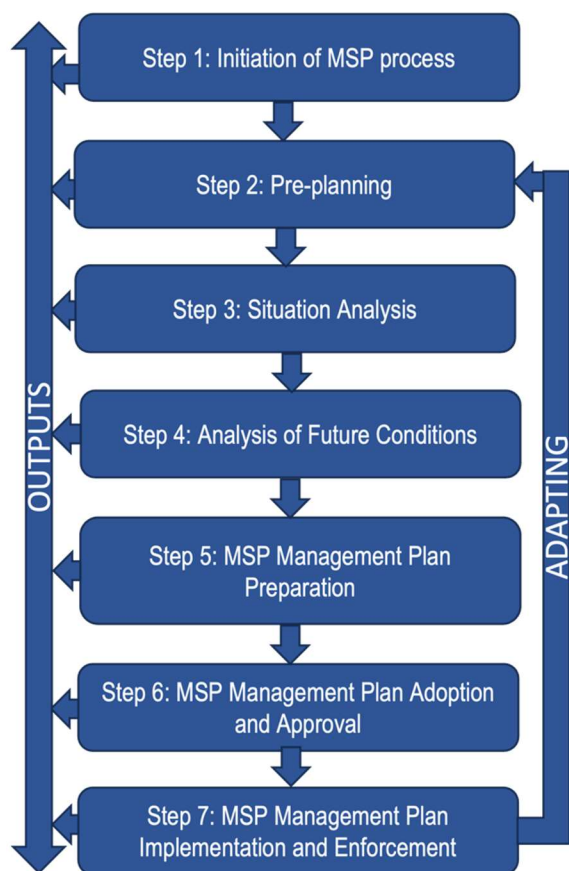 Step 1: Initiation of MSP process
Step 2: Pre-planning
Step 3: Situation Analysis
Step 4: Analysis of Future Conditions
Step 5: MSP Management Plan
Preparation
Step 6: MSP Management Plan Adoption
and Approval
Step 7: MSP Management Plan
Implementation and Enforcement
OUTPUTS
ADAPTING